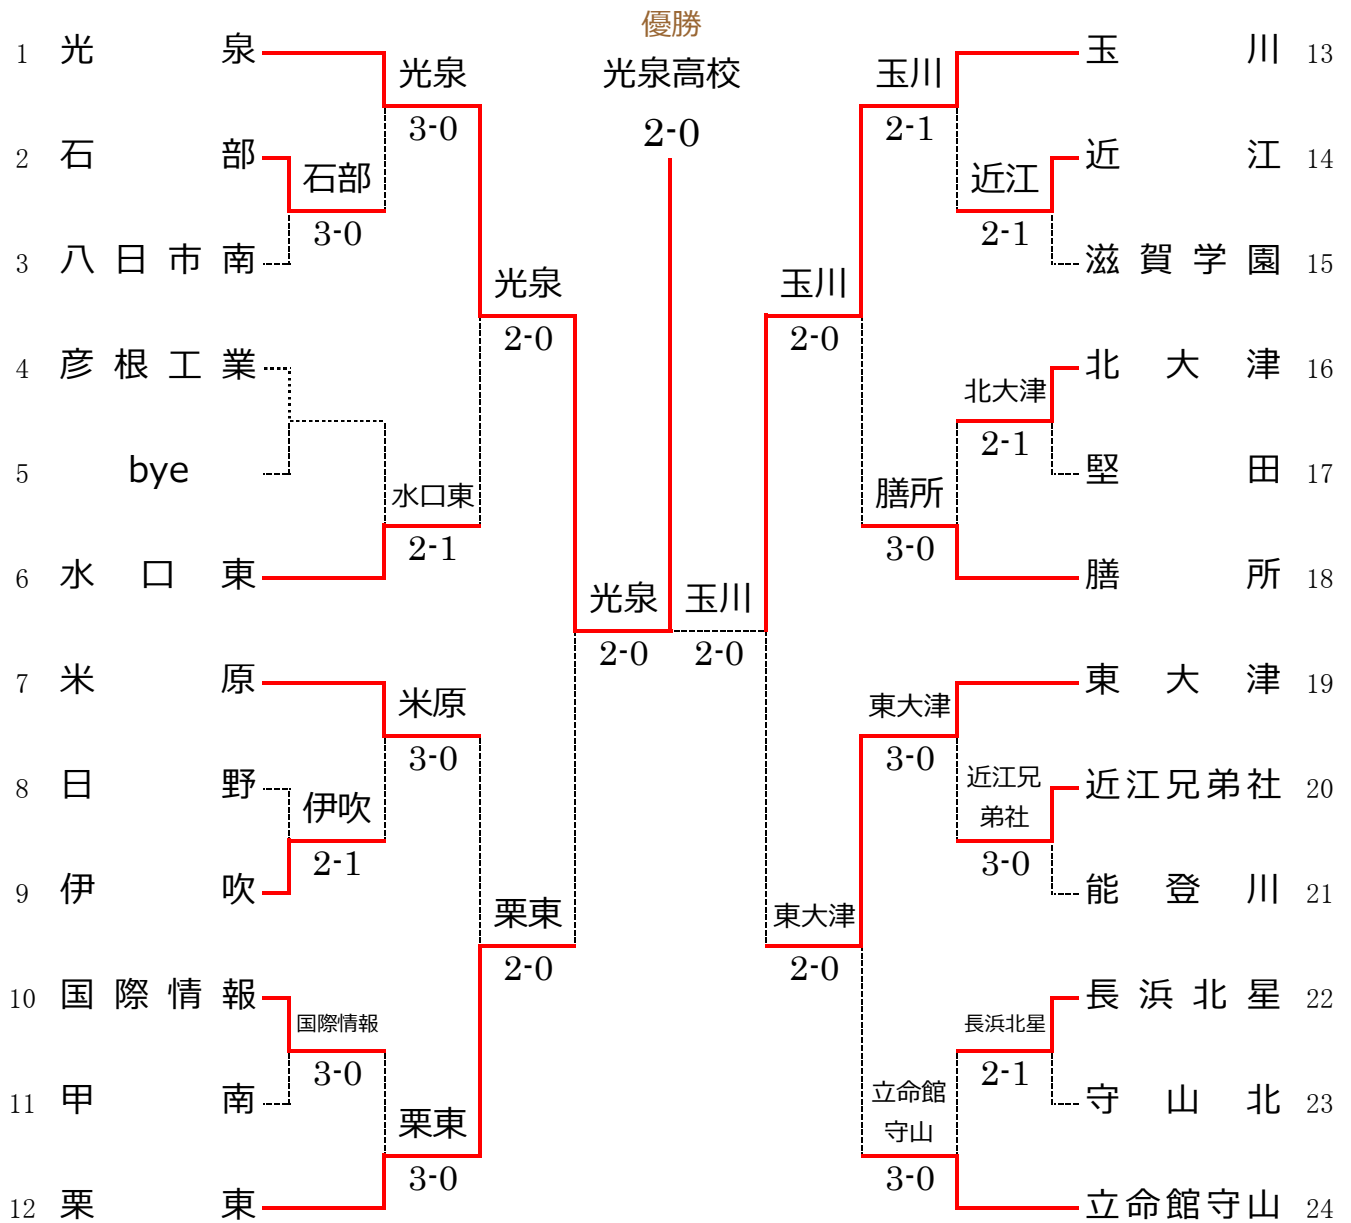 優勝
光泉高校
2-0
1 光泉
2 石部
3 八日市南
4 彦根工業
5 bye
6 水口東
7 米原
8 日野
9 伊吹
10 国際情報
11 甲南
12 栗東
石部
3-0
伊吹
2-1
国際情報
3-0
光泉
3-0
水口東
2-1
米原
3-0
栗東
3-0
光泉
2-0
栗東
2-0
光泉
2-0
玉川
2-0
玉川
2-0
東大津
2-0
玉川
2-1
膳所
3-0
東大津
3-0
立命館
守山
3-0
近江
2-1
北大津
2-1
近江兄
弟社
3-0
長浜北星
2-1
玉川 13
近江 14
滋賀学園 15
北大津 16
堅田 17
膳所 18
東大津 19
近江兄弟社 20
能登川 21
長浜北星 22
守山北 23
立命館守山 24